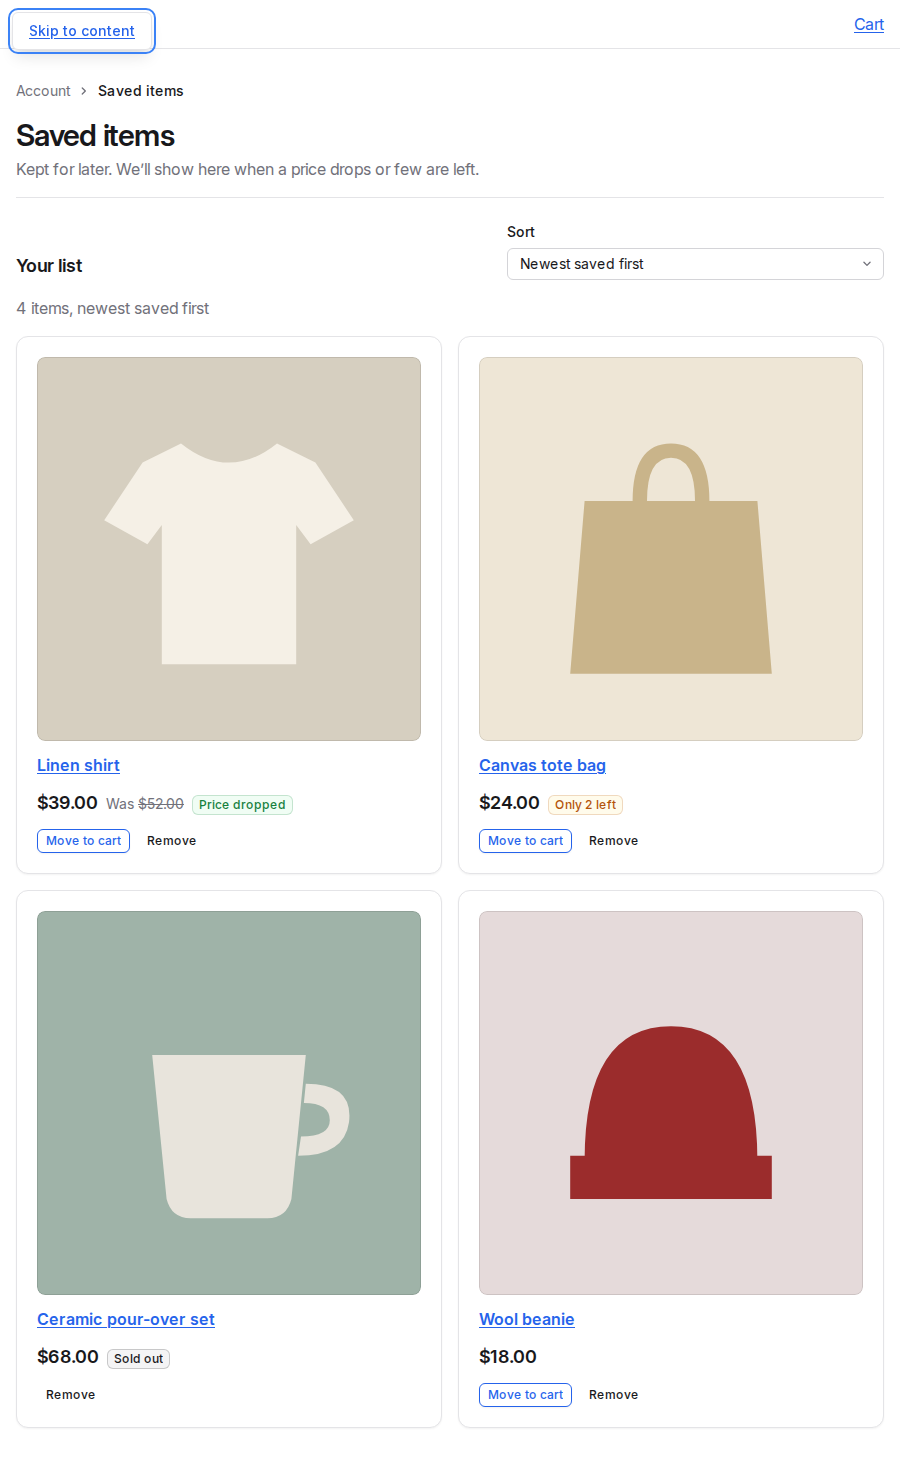 Skip to content
Cart
Account > Saved items
Saved items
Kept for later. We’ll show here when a price drops or few are left.
Sort
Your list
Newest saved first
4 items, newest saved first
Linen shirt
$39.00 Was $52.00 Price dropped
Move to cart Remove
Canvas tote bag
$24.00 Only 2 left
Move to cart Remove
Ceramic pour-over set
$68.00 Sold out
Remove
Wool beanie
$18.00
Move to cart Remove